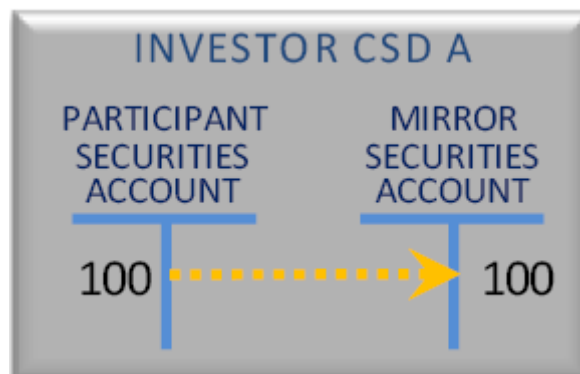 INVESTOR CSD A
PARTICIPANT
SECURITIES
ACCOUNT
MIRROR
SECURITIES
ACCOUNT
100
100